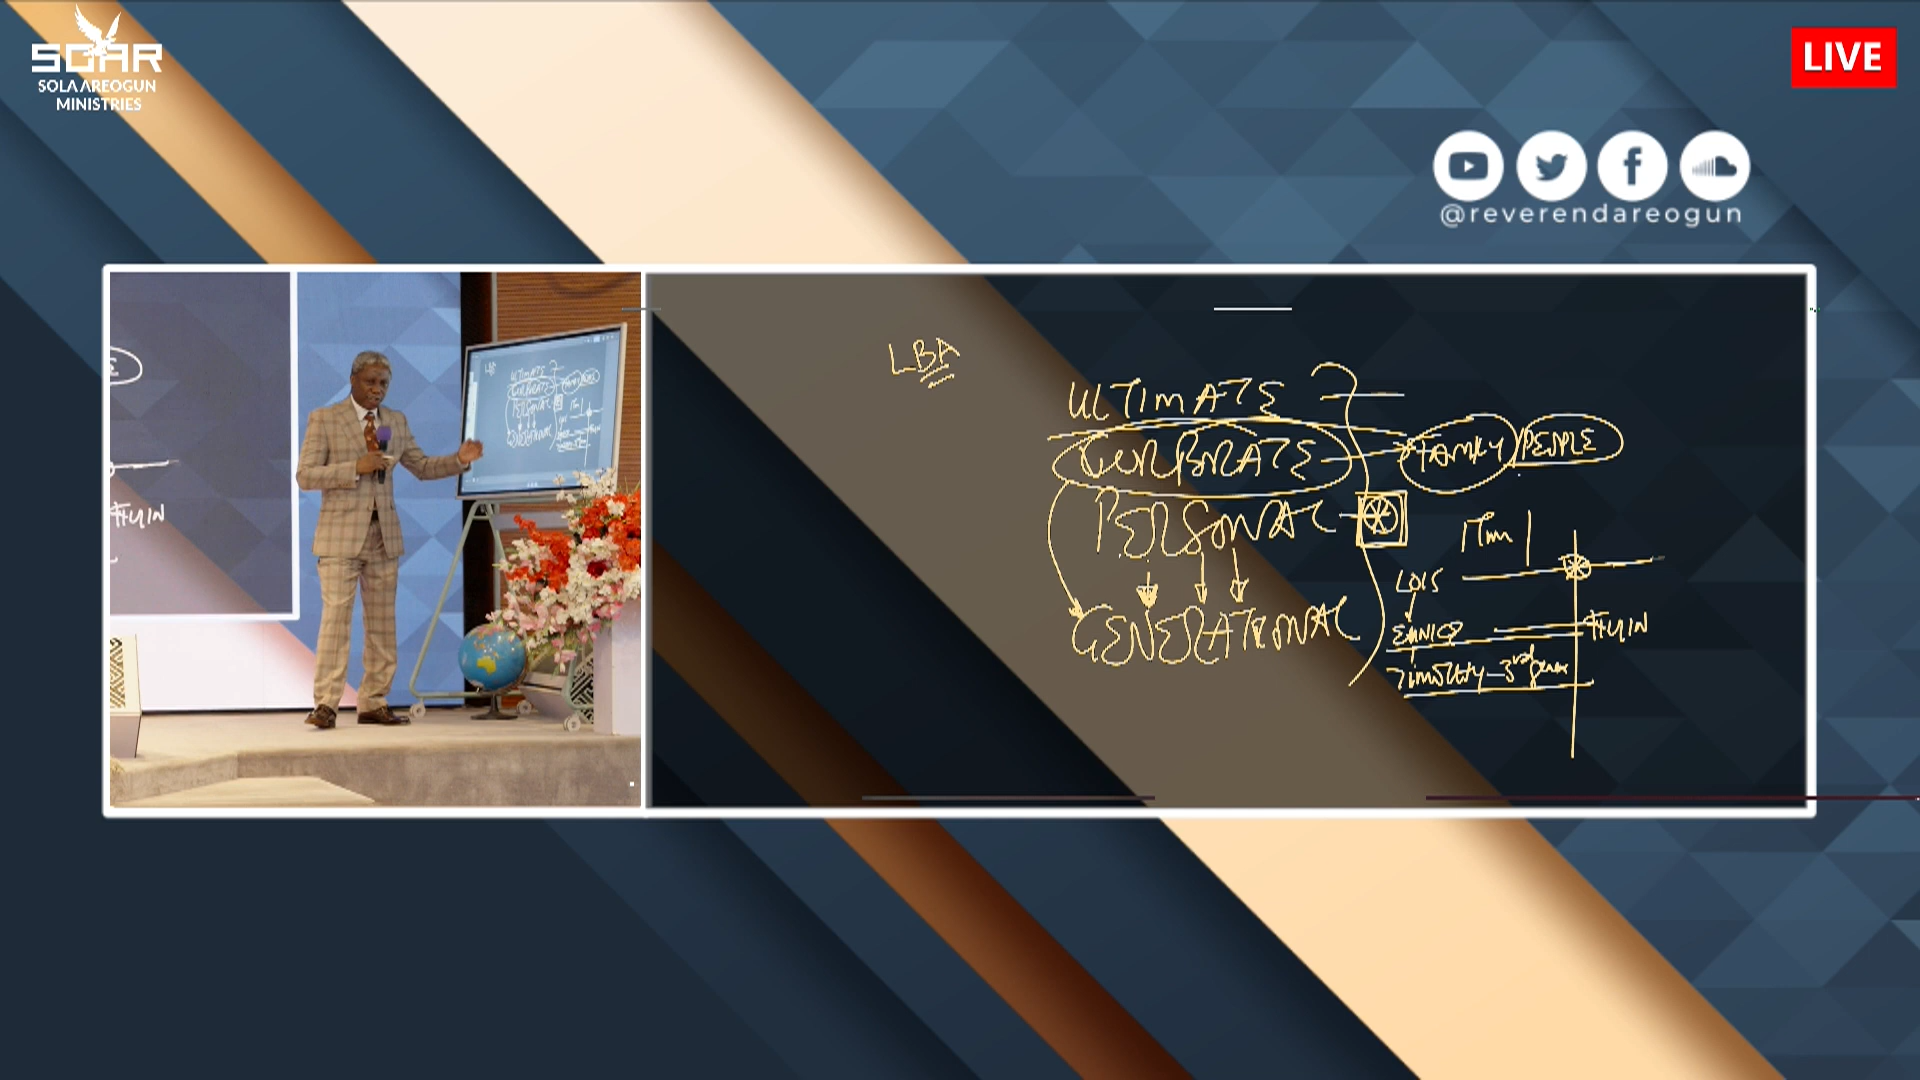 SOAR
SOLA AREOGUN
MINISTRIES
LIVE
@reverendareogun
LBA
ULTIMATE
CORPORATE
FAMILY/PEOPLE
PERSONAL
1Tim 1
LOIS
GENERATIONAL
EUNICE
Timothy-3rd